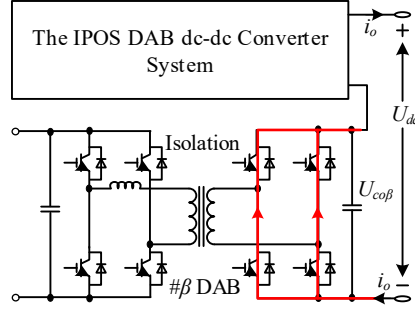 The IPOS DAB dc-dc Converter
System
i_o
+
U_dc
Isolation
U_coβ
#β DAB
−
i_o